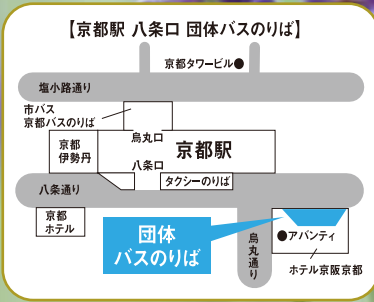 【京都駅 八条口 団体バスのりば】
京都タワービル●
塩小路通り
市バス
京都バスのりば
烏丸口
京都
伊勢丹
京都駅
八条口
タクシーのりば
八条通り
京都
ホテル
団体
バスのりば
烏丸通り
●アバンティ
ホテル京阪京都